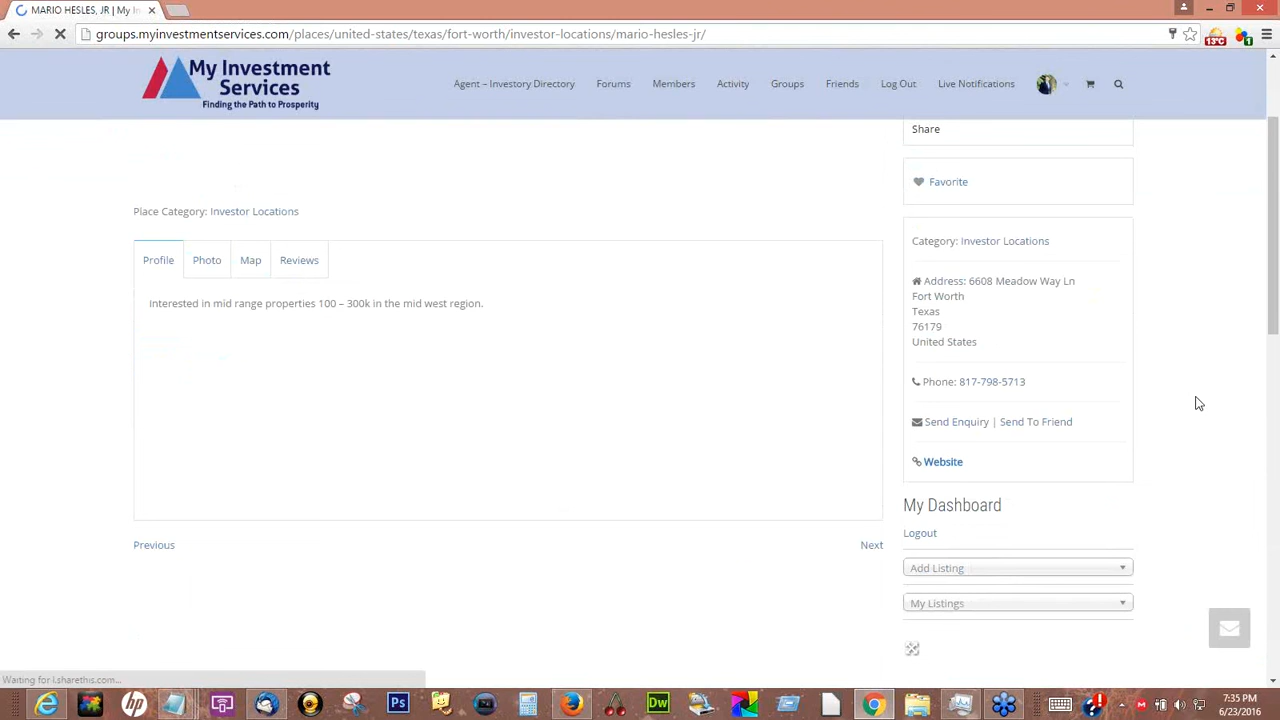 MARIO HESLES, JR | My In
groups.myinvestmentservices.com/places/united-states/texas/fort-worth/investor-locations/mario-hesles-jr/
13°C
1
My Investment
Services
Finding the Path to Prosperity
Agent – Investory Directory
Forums
Members
Activity
Groups
Friends
Log Out
Live Notifications
Share
Favorite
Place Category: Investor Locations
Profile
Photo
Map
Reviews
Interested in mid range properties 100 – 300k in the mid west region.
Category: Investor Locations
Address: 6608 Meadow Way Ln
Fort Worth
Texas
76179
United States
Phone: 817-798-5713
Send Enquiry | Send To Friend
Website
Previous
Next
My Dashboard
Logout
Add Listing
My Listings
Waiting for l.sharethis.com...
hp
Ps
Dw
7:35 PM
6/23/2016